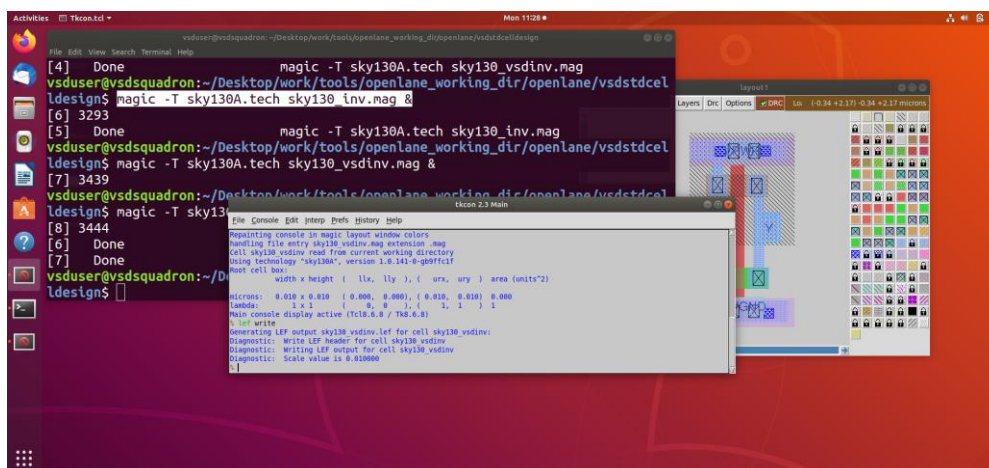 Activities
Tkcon.tcl
Mon 11:28
vsduser@vsdsquadron: ~/Desktop/work/tools/openlane_working_dir/openlane/vsdstdcelldesign
File Edit View Search Terminal Help
[4] Done magic -T sky130A.tech sky130_vsdinv.mag
vsduser@vsdsquadron:~/Desktop/work/tools/openlane_working_dir/openlane/vsdstdcel
ldesign$ magic -T sky130A.tech sky130_inv.mag &
[6] 3293
[5] Done magic -T sky130A.tech sky130_inv.mag
vsduser@vsdsquadron:~/Desktop/work/tools/openlane_working_dir/openlane/vsdstdcel
ldesign$ magic -T sky130A.tech sky130_vsdinv.mag &
[7] 3439
vsduser@vsdsquadron:~/Desktop/work/tools/openlane_working_dir/openlane/vsdstdcel
ldesign$ magic -T sky13
[8] 3444
[6] Done
[7] Done
vsduser@vsdsquadron:~/D
ldesign$
layout1
Layers Drc Options DRC (-0.34 +2.17) -0.34 +2.17 microns
Y
tkcon 2.3 Main
File Console Edit Interp Prefs History Help
Repainting console in magic layout window colors
handling file entry sky130_vsdinv.mag extension .mag
Cell sky130_vsdinv read from current working directory
Using technology "sky130A", version 1.0.141-0-gb9ffc1f
Root cell box:
width x height ( llx, lly ), ( urx, ury ) area (units^2)
microns: 0.010 x 0.010 ( 0.000, 0.000), ( 0.010, 0.010) 0.000
lambda: 1 x 1 ( 0, 0 ), ( 1, 1 ) 1
Main console display active (Tcl8.6.8 / Tk8.6.8)
% lef write
Generating LEF output sky130_vsdinv.lef for cell sky130_vsdinv:
Diagnostic: Write LEF header for cell sky130_vsdinv
Diagnostic: Writing LEF output for cell sky130_vsdinv
Diagnostic: Scale value is 0.010000
%